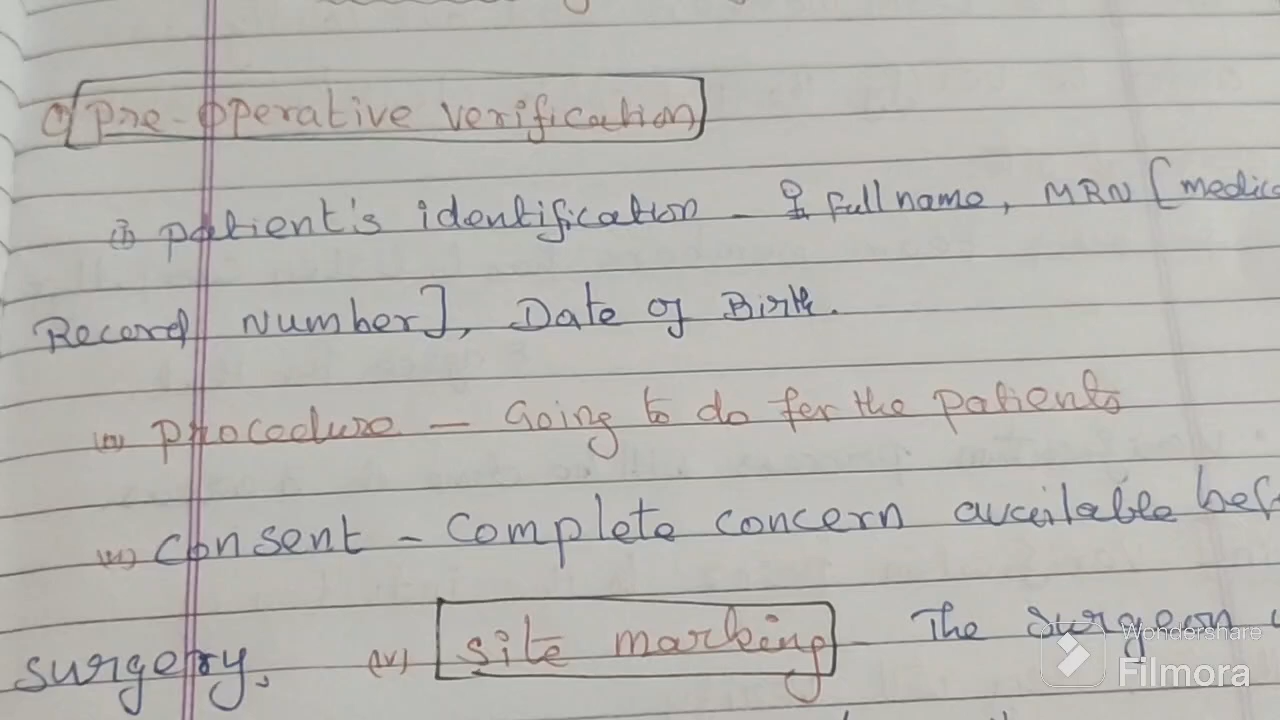 Pre-operative verification
i) patient's identification - full name, MRN [medica
Record Number], Date of Birth.
(ii) procedure - Going to do for the patients
(iii) Consent - Complete concern available bef
surgery. (iv) site marking - The surgeon
Wondershare
Filmora